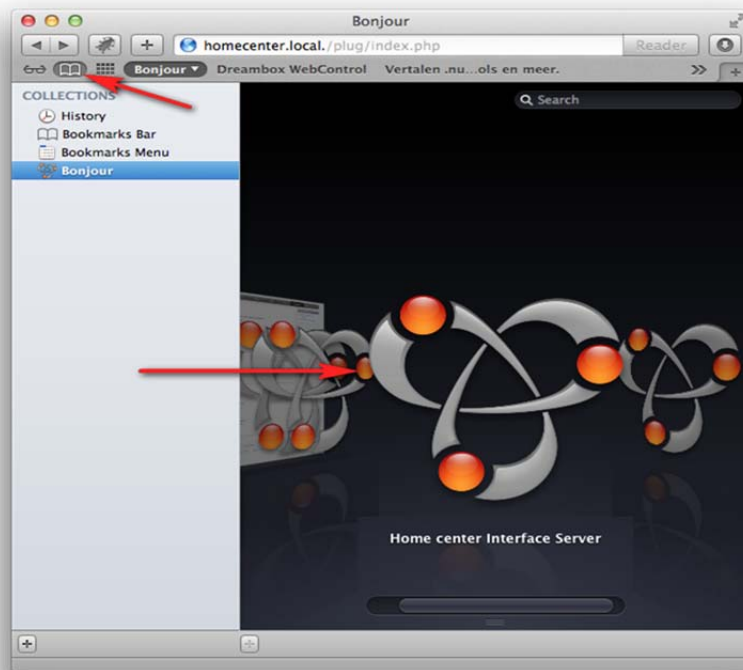 Bonjour
homecenter.local./plug/index.php
Reader
Bonjour ▾ Dreambox WebControl Vertalen .nu...ols en meer.
COLLECTIONS
Search
History
Bookmarks Bar
Bookmarks Menu
Bonjour
Home center Interface Server